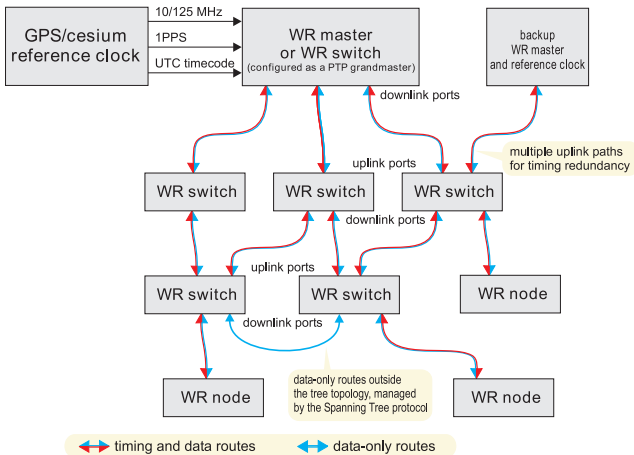 10/125 MHz
GPS/cesium
reference clock
1PPS
UTC timecode
WR master
or WR switch
(configured as a PTP grandmaster)
backup
WR master
and reference clock
downlink ports
multiple uplink paths
for timing redundancy
uplink ports
WR switch
WR switch
WR switch
downlink ports
uplink ports
WR switch
WR switch
WR node
downlink ports
data-only routes outside
the tree topology, managed
by the Spanning Tree protocol
WR node
WR node
timing and data routes
data-only routes